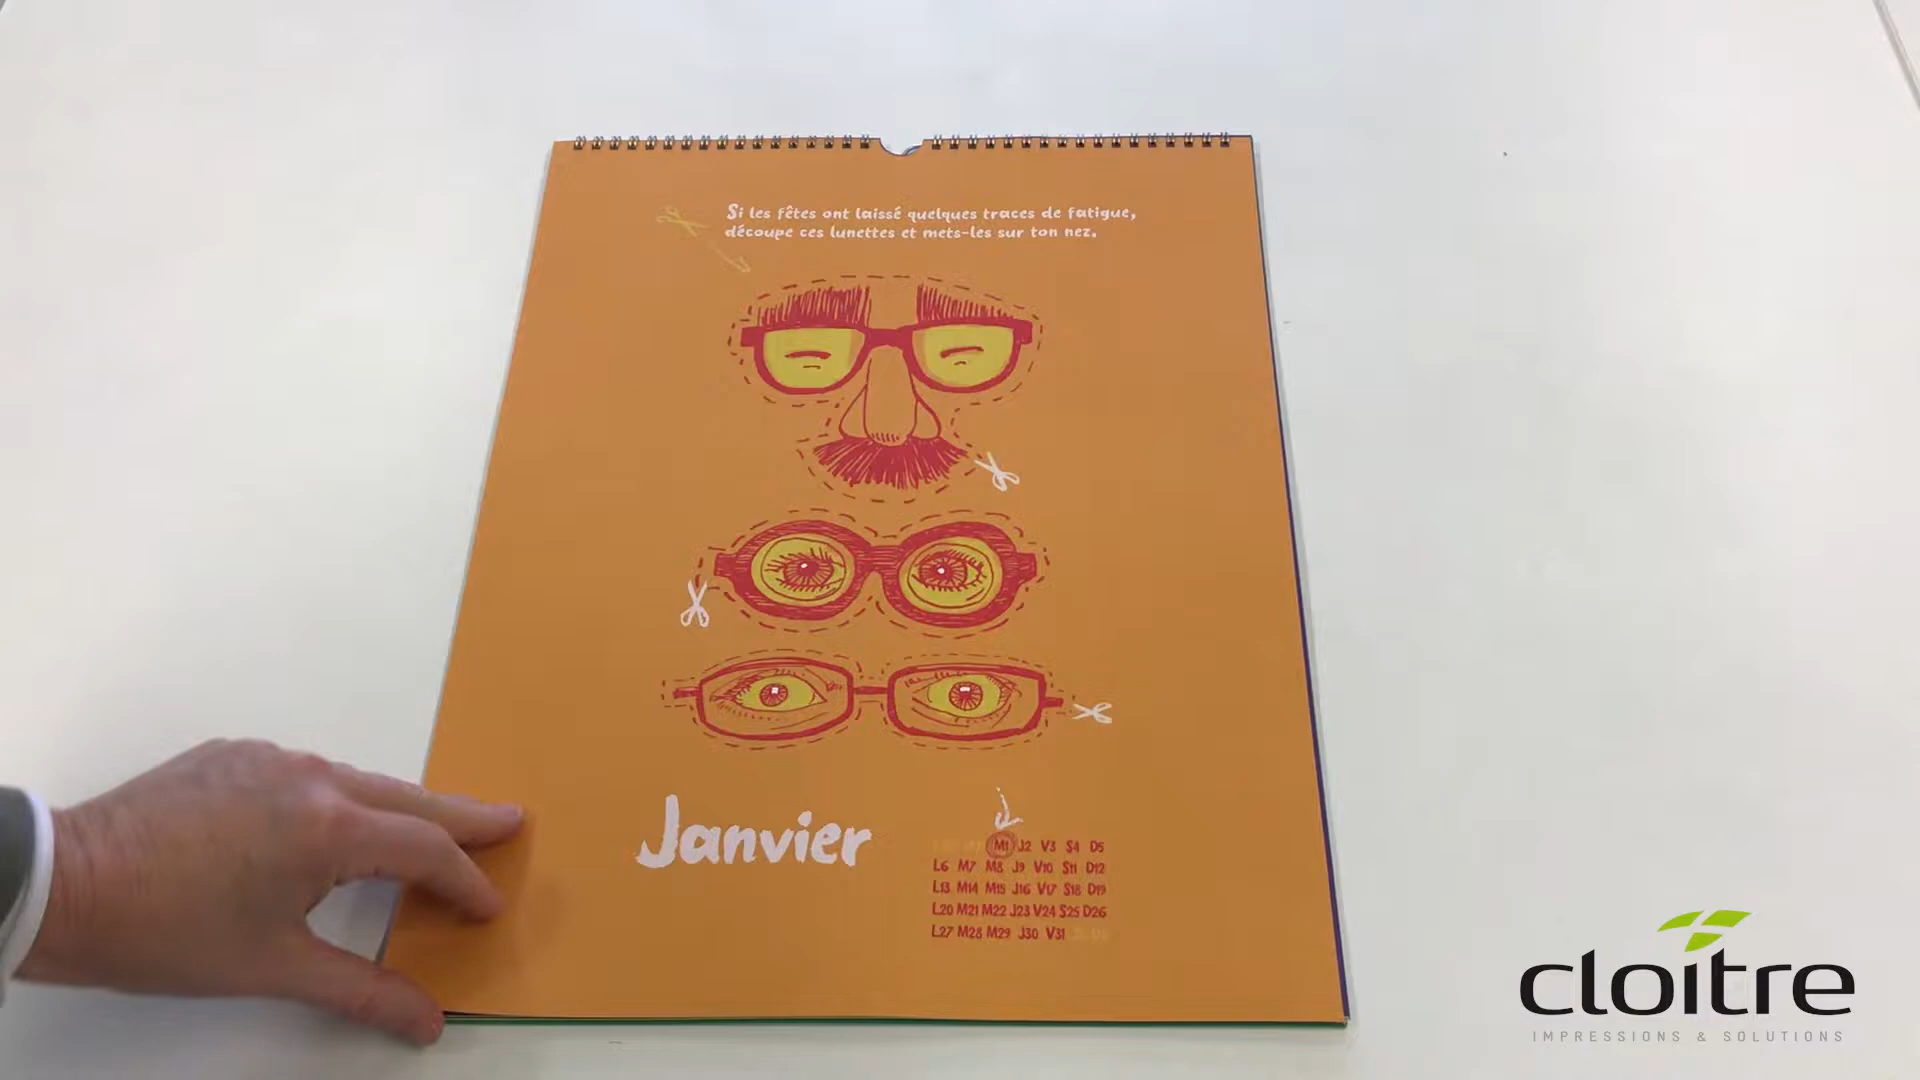 Si les fêtes ont laissé quelques traces de fatigue,
découpe ces lunettes et mets-les sur ton nez.
Janvier
M1 J2 V3 S4 D5
L6 M7 M8 J9 V10 S11 D12
L13 M14 M15 J16 V17 S18 D19
L20 M21 M22 J23 V24 S25 D26
L27 M28 M29 J30 V31
cloître
IMPRESSIONS & SOLUTIONS